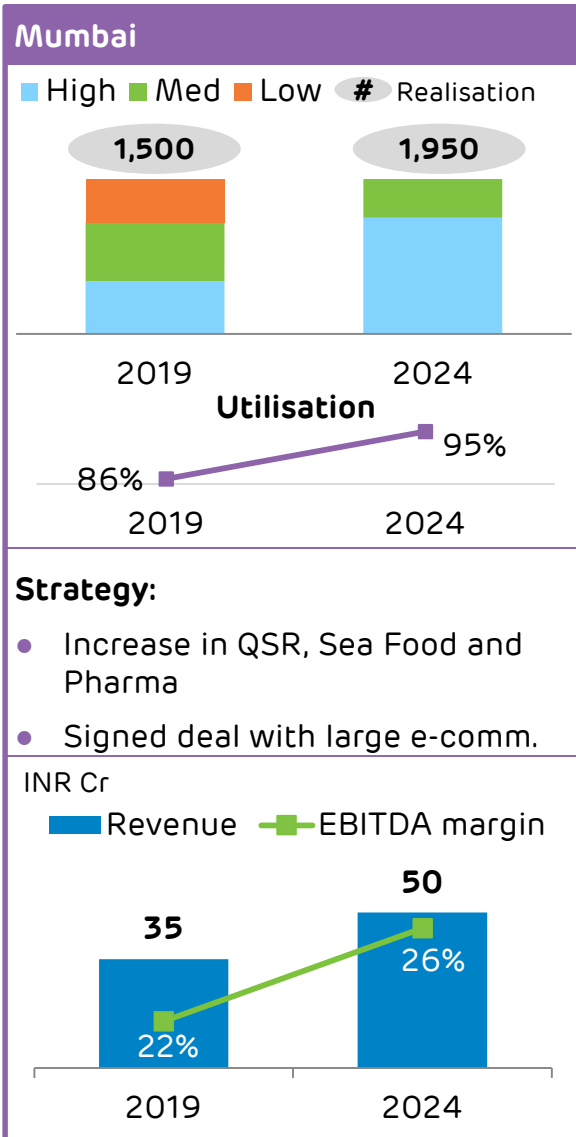 Mumbai
High Med Low # Realisation
1,500 1,950
2019 2024
Utilisation
95%
86%
2019 2024
Strategy:
● Increase in QSR, Sea Food and
Pharma
● Signed deal with large e-comm.
INR Cr
Revenue EBITDA margin
50
35
26%
22%
2019 2024